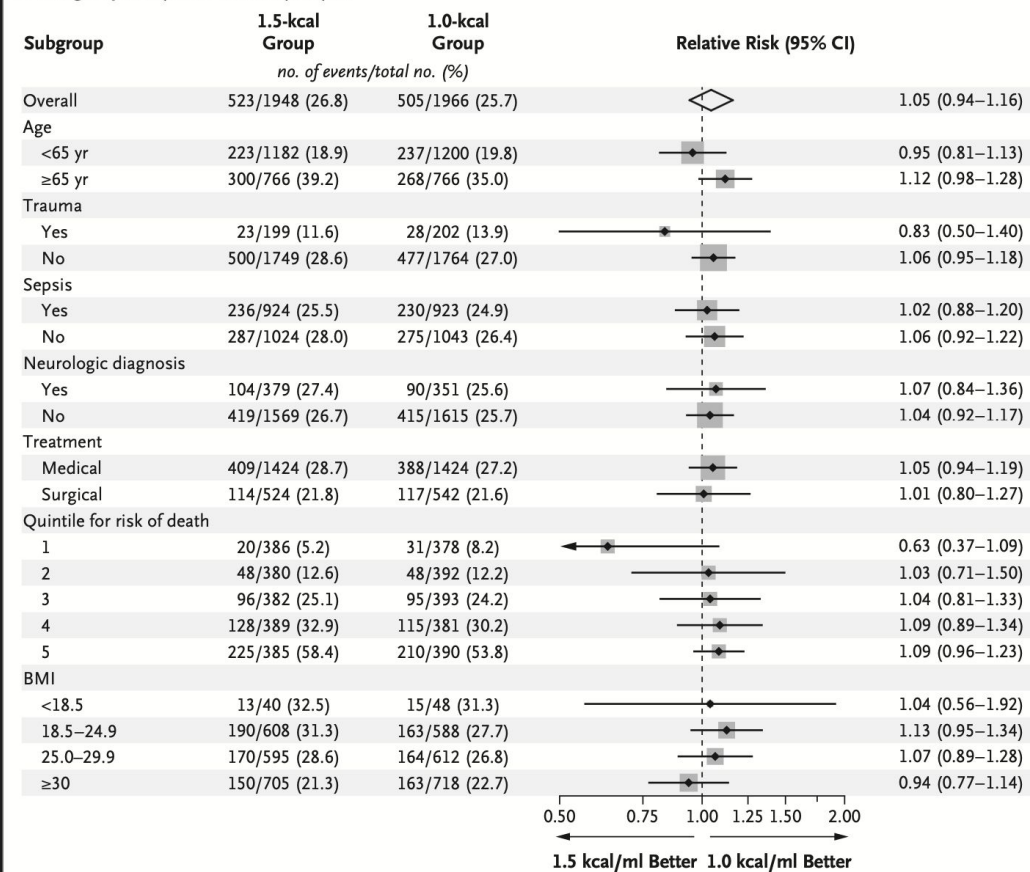 1.5-kcal Group 1.0-kcal Group
Subgroup Relative Risk (95% CI)
no. of events/total no. (%)
Overall 523/1948 (26.8) 505/1966 (25.7) 1.05 (0.94–1.16)
Age
<65 yr 223/1182 (18.9) 237/1200 (19.8) 0.95 (0.81–1.13)
≥65 yr 300/766 (39.2) 268/766 (35.0) 1.12 (0.98–1.28)
Trauma
Yes 23/199 (11.6) 28/202 (13.9) 0.83 (0.50–1.40)
No 500/1749 (28.6) 477/1764 (27.0) 1.06 (0.95–1.18)
Sepsis
Yes 236/924 (25.5) 230/923 (24.9) 1.02 (0.88–1.20)
No 287/1024 (28.0) 275/1043 (26.4) 1.06 (0.92–1.22)
Neurologic diagnosis
Yes 104/379 (27.4) 90/351 (25.6) 1.07 (0.84–1.36)
No 419/1569 (26.7) 415/1615 (25.7) 1.04 (0.92–1.17)
Treatment
Medical 409/1424 (28.7) 388/1424 (27.2) 1.05 (0.94–1.19)
Surgical 114/524 (21.8) 117/542 (21.6) 1.01 (0.80–1.27)
Quintile for risk of death
1 20/386 (5.2) 31/378 (8.2) 0.63 (0.37–1.09)
2 48/380 (12.6) 48/392 (12.2) 1.03 (0.71–1.50)
3 96/382 (25.1) 95/393 (24.2) 1.04 (0.81–1.33)
4 128/389 (32.9) 115/381 (30.2) 1.09 (0.89–1.34)
5 225/385 (58.4) 210/390 (53.8) 1.09 (0.96–1.23)
BMI
<18.5 13/40 (32.5) 15/48 (31.3) 1.04 (0.56–1.92)
18.5–24.9 190/608 (31.3) 163/588 (27.7) 1.13 (0.95–1.34)
25.0–29.9 170/595 (28.6) 164/612 (26.8) 1.07 (0.89–1.28)
≥30 150/705 (21.3) 163/718 (22.7) 0.94 (0.77–1.14)
0.50 0.75 1.00 1.25 1.50 2.00
1.5 kcal/ml Better 1.0 kcal/ml Better